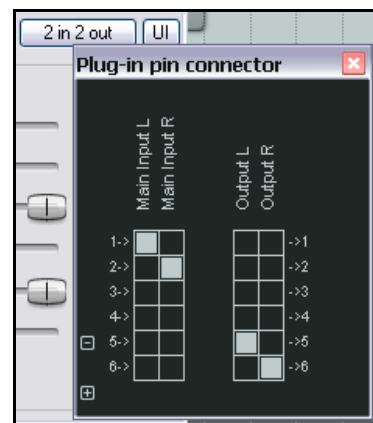 2 in 2 out
UI
Plug-in pin connector
Main Input L
Main Input R
Output L
Output R
1-> ->1
2-> ->2
3-> ->3
4-> ->4
5-> ->5
6-> ->6